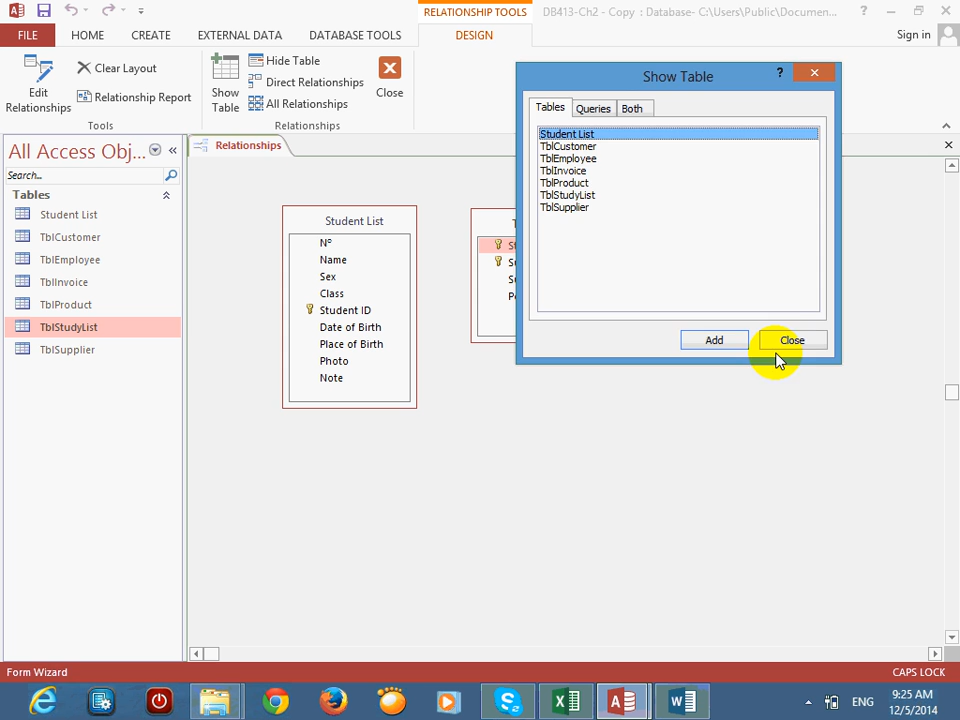 RELATIONSHIP TOOLS
DB413-Ch2 - Copy : Database- C:\Users\Public\Documen...
FILE
HOME
CREATE
EXTERNAL DATA
DATABASE TOOLS
DESIGN
Sign in
Edit
Relationships
Clear Layout
Relationship Report
Tools
Show
Table
Hide Table
Direct Relationships
All Relationships
Close
Relationships
All Access Obj...
Search...
Tables
Student List
TblCustomer
TblEmployee
TblInvoice
TblProduct
TblStudyList
TblSupplier
Relationships
Student List
Nº
Name
Sex
Class
Student ID
Date of Birth
Place of Birth
Photo
Note
Show Table
?
Tables
Queries
Both
Student List
TblCustomer
TblEmployee
TblInvoice
TblProduct
TblStudyList
TblSupplier
Add
Close
Form Wizard
CAPS LOCK
ENG
9:25 AM
12/5/2014